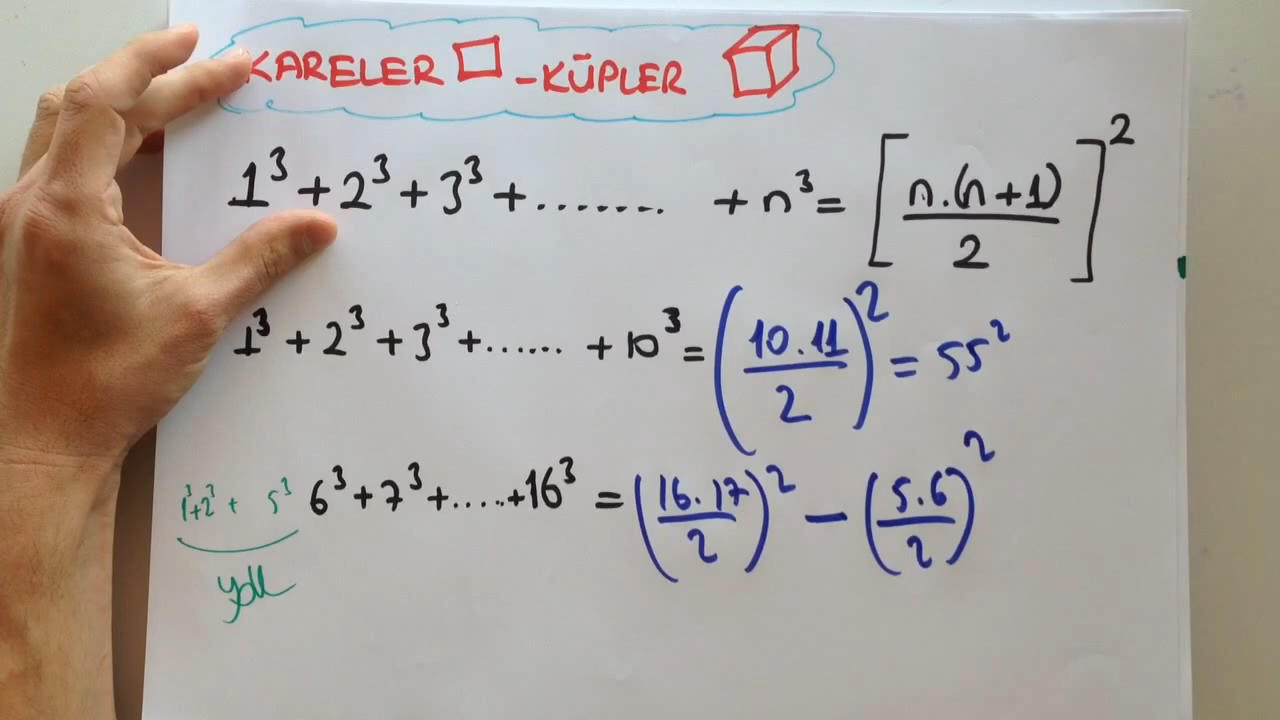 KARELER - KÜPLER
1³ + 2³ + 3³ + ....... + n³ = [n.(n+1)/2]²
1³ + 2³ + 3³ + ...... + 10³ = (10.11/2)² = 55²
1³+2³ + 5³ 6³ + 7³ + ..... + 16³ = (16.17/2)² - (5.6/2)²
yok